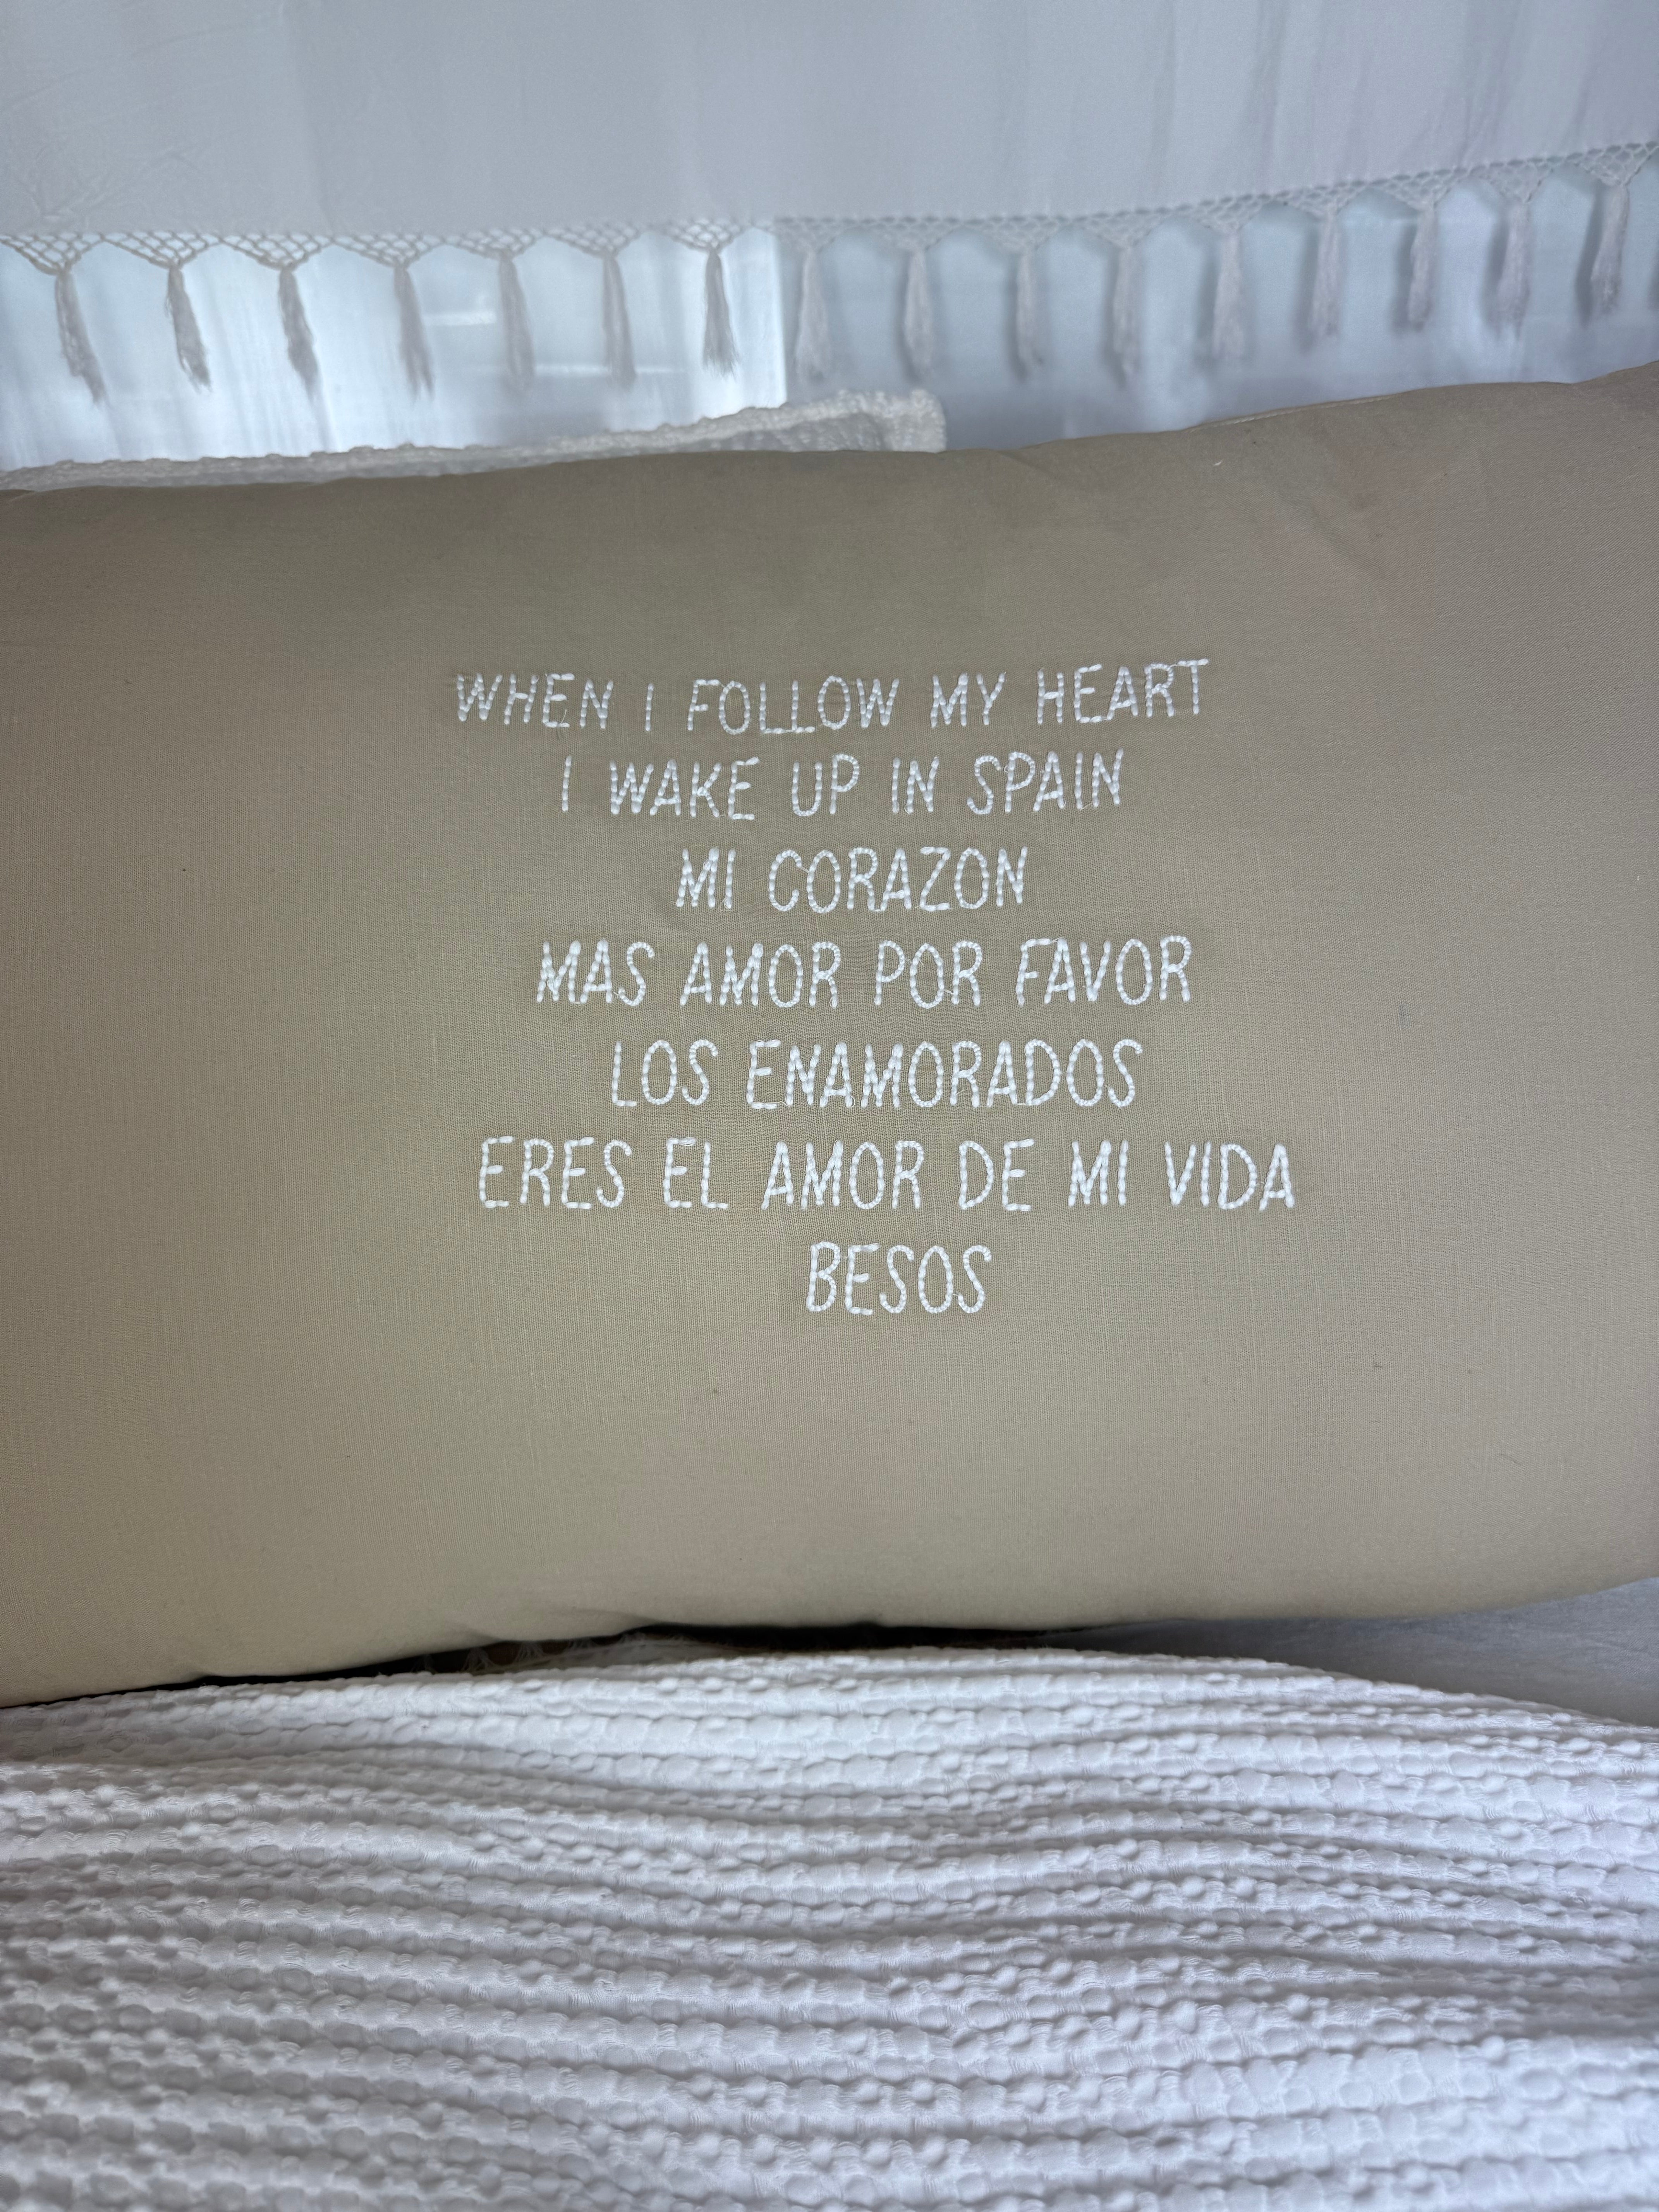 WHEN I FOLLOW MY HEART
I WAKE UP IN SPAIN
MI CORAZON
MAS AMOR POR FAVOR
LOS ENAMORADOS
ERES EL AMOR DE MI VIDA
BESOS